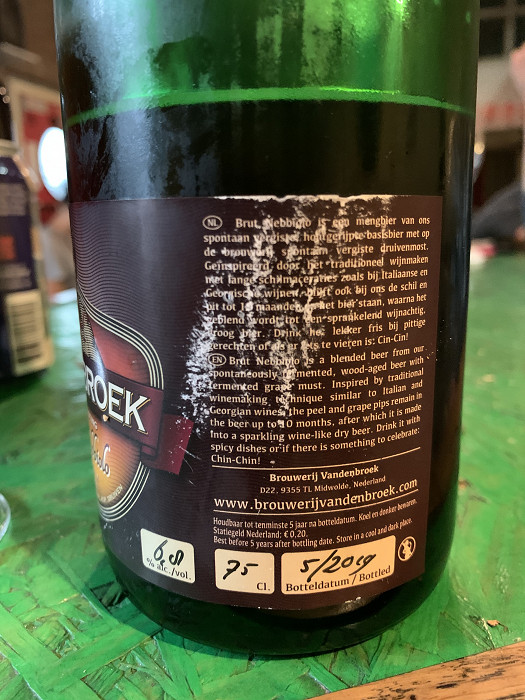 NL Brut Nebbiolo is een mengbier van ons
spontaan vergiste, houtgerijpte basisbier met op
de brouwerij spontaan vergiste druivenmost.
Geïnspireerd door het traditioneel wijnmaken
met lange schilmaceraties zoals bij Italiaanse en
Georgische wijnen, blijft ook bij ons de schil en
pit tot 10 maanden in het bier staan, waarna het
geblend wordt tot een sprankelend wijnachtig,
droog bier. Drink het lekker fris bij pittige
gerechten of als er iets te vieren is: Cin-Cin!
EN Brut Nebbiolo is a blended beer from our
spontaneously fermented, wood-aged beer with
fermented grape must. Inspired by traditional
winemaking technique similar to Italian and
Georgian wines, the peel and grape pips remain in
the beer up to 10 months, after which it is made
into a sparkling wine-like dry beer. Drink it with
spicy dishes or if there is something to celebrate:
Chin-Chin!
Brouwerij Vandenbroek
D22, 9355 TL Midwolde, Nederland
www.brouwerijvandenbroek.com
Houdbaar tot tenminste 5 jaar na botteldatum. Koel en donker bewaren.
Statiegeld Nederland: € 0,20.
Best before 5 years after bottling date. Store in a cool and dark place.
ROEK
% alc./vol.
75
Cl.
5/2019
Botteldatum / Bottled